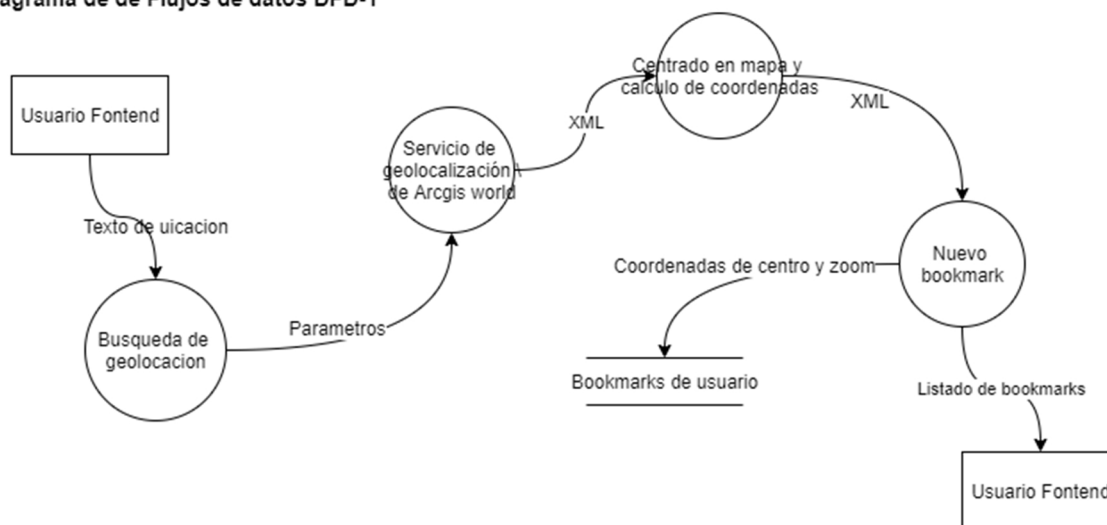 agrama de de Flujos de datos DFD-1
Usuario Fontend
Texto de uicacion
Busqueda de
geolocacion
Parametros
Servicio de
geolocalización \
de Arcgis world
XML
Centrado en mapa y
calculo de coordenadas
XML
Nuevo
bookmark
Coordenadas de centro y zoom
Bookmarks de usuario
Listado de bookmarks
Usuario Fontend